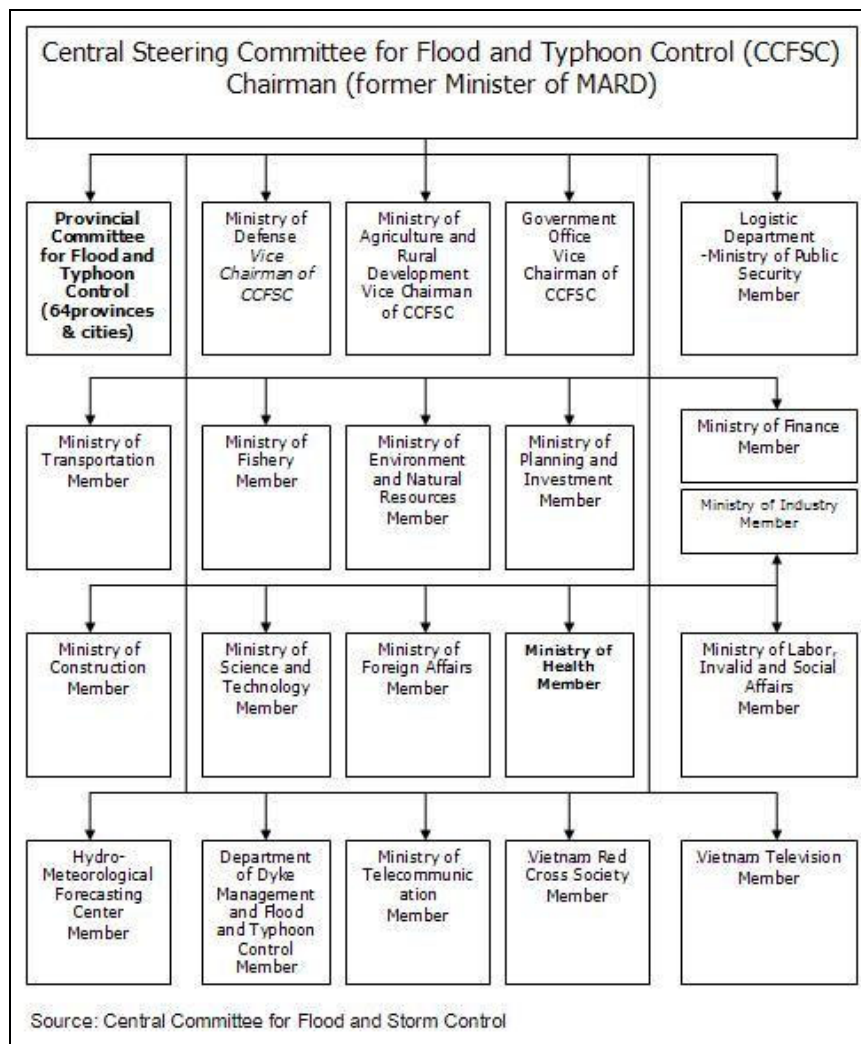 Central Steering Committee for Flood and Typhoon Control (CCFSC)
Chairman (former Minister of MARD)
Provincial
Committee
for Flood and
Typhoon
Control
(64provinces
& cities)
Ministry of
Defense
Vice
Chairman of
CCFSC
Ministry of
Agriculture and
Rural
Development
Vice Chairman
of CCFSC
Government
Office
Vice
Chairman of
CCFSC
Logistic
Department
-Ministry of Public
Security
Member
Ministry of
Transportation
Member
Ministry of
Fishery
Member
Ministry of
Environment
and Natural
Resources
Member
Ministry of
Planning and
Investment
Member
Ministry of Finance
Member
Ministry of Industry
Member
Ministry of
Construction
Member
Ministry of
Science and
Technology
Member
Ministry of
Foreign Affairs
Member
Ministry of
Health
Member
Ministry of Labor,
Invalid and Social
Affairs
Member
Hydro-
Meteorological
Forecasting
Center
Member
Department
of Dyke
Management
and Flood
and Typhoon
Control
Member
Ministry of
Telecommunic
ation
Member
.Vietnam Red
Cross Society
Member
.Vietnam Television
Member
Source: Central Committee for Flood and Storm Control